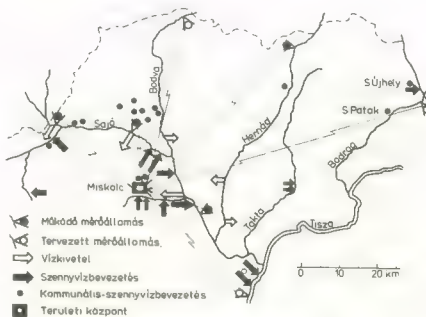 Bódva
Sajó
Hernád
S.Újhely
S.Patak
Bodrog
Miskolc
Takta
Tisza
Működő mérőállomás
Tervezett mérőállomás
Vízkivétel
Szennyvízbevezetés
Kommunális-szennyvízbevezetés
Területi központ
0 10 20 km